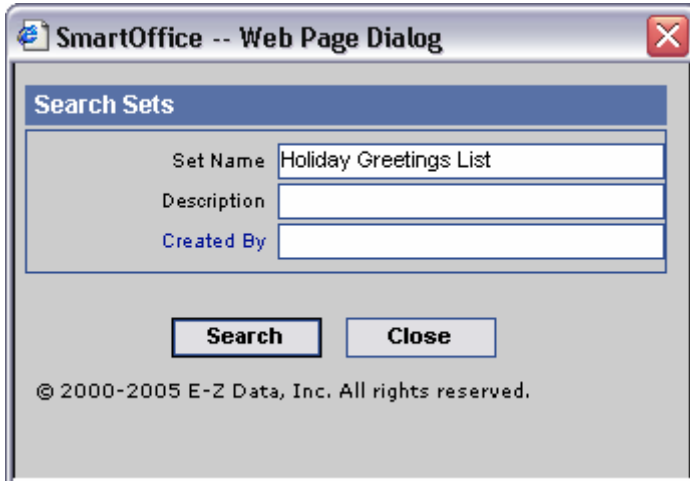 SmartOffice -- Web Page Dialog
Search Sets
Set Name Holiday Greetings List
Description
Created By
Search Close
© 2000-2005 E-Z Data, Inc. All rights reserved.